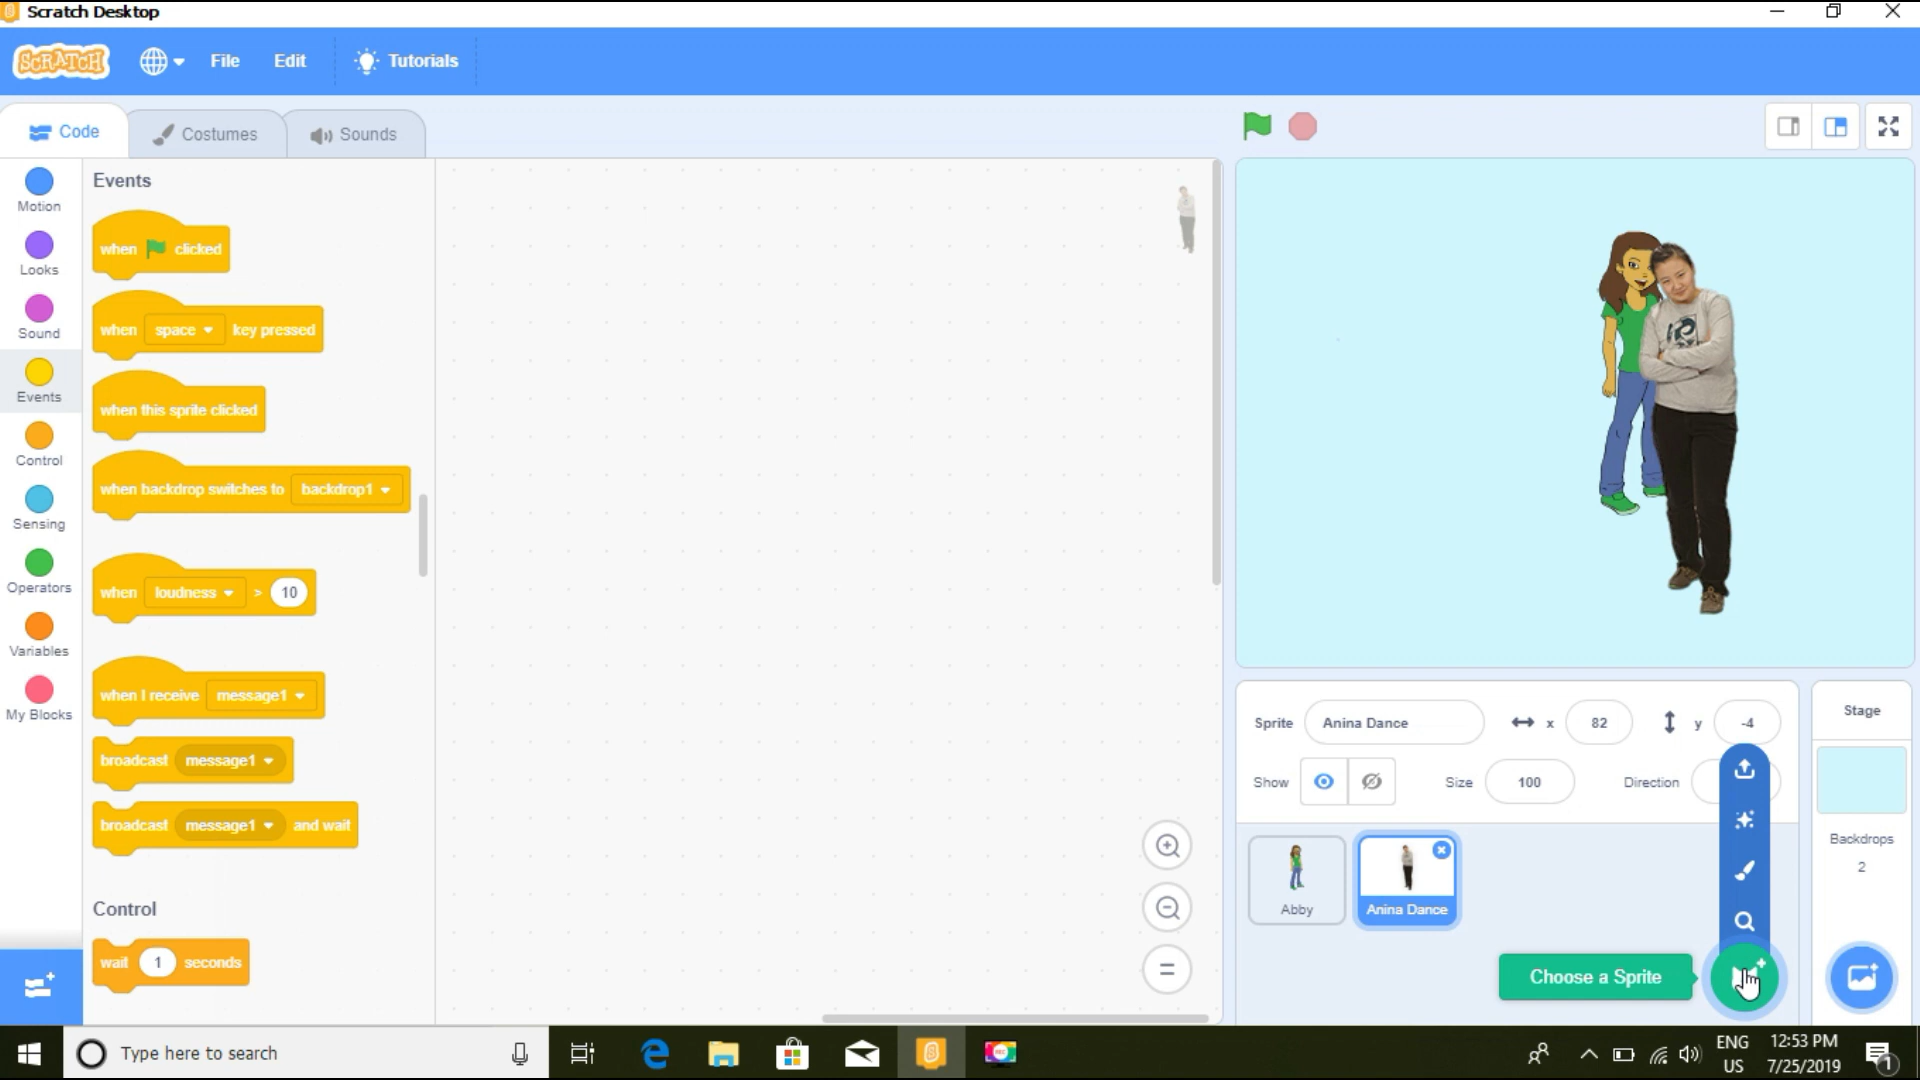 Scratch Desktop
SCRATCH
File
Edit
Tutorials
Code
Costumes
Sounds
Motion
Looks
Sound
Events
Control
Sensing
Operators
Variables
My Blocks
Events
when clicked
when space key pressed
when this sprite clicked
when backdrop switches to backdrop1
when loudness > 10
when I receive message1
broadcast message1
broadcast message1 and wait
Control
wait 1 seconds
Sprite Anina Dance x 82 y -4
Show Size 100 Direction
Abby
Anina Dance
Choose a Sprite
Stage
Backdrops
2
Type here to search
ENG
US
12:53 PM
7/25/2019
1